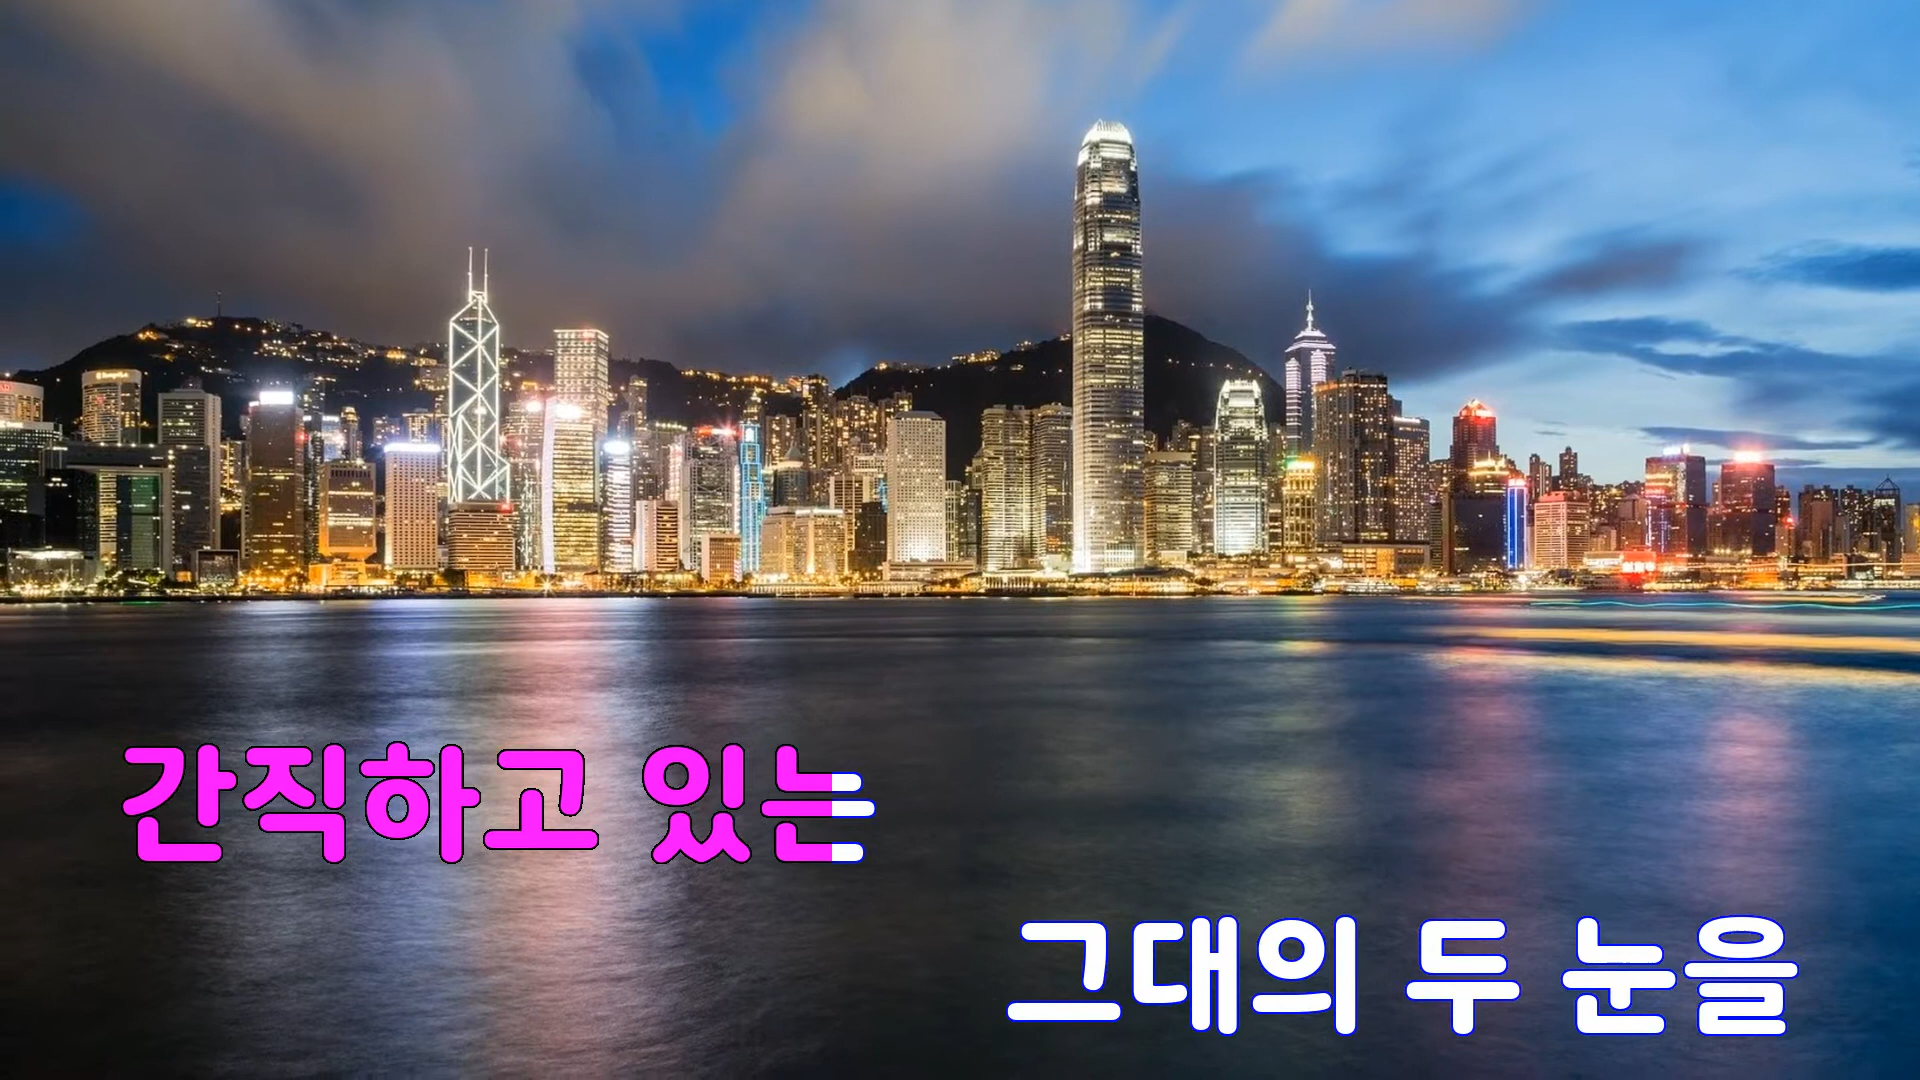 간직하고 있는
그대의 두 눈을